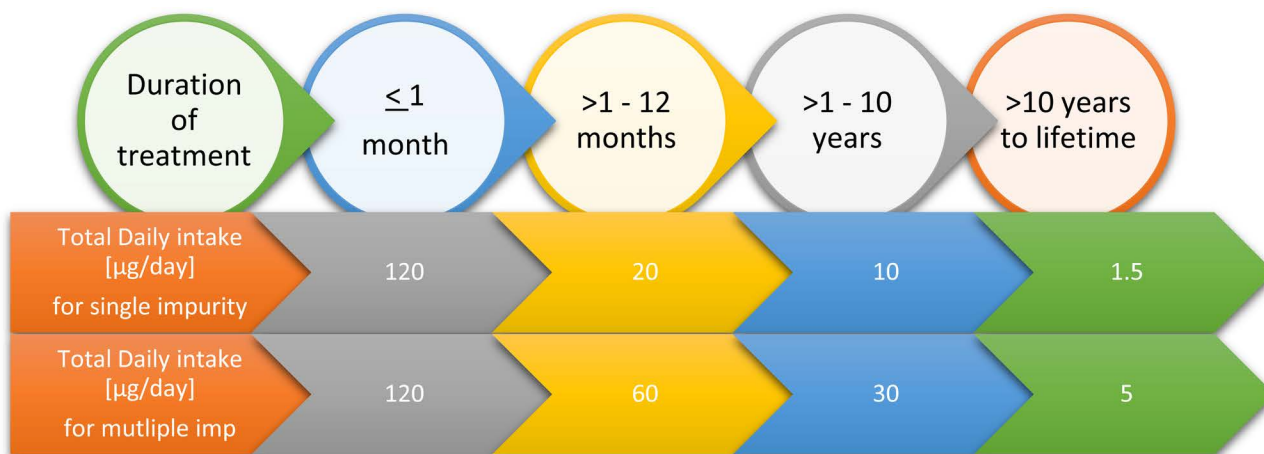 Duration
of
treatment
≤ 1
month
>1 - 12
months
>1 - 10
years
>10 years
to lifetime
Total Daily intake
[µg/day]
for single impurity
120
20
10
1.5
Total Daily intake
[µg/day]
for mutliple imp
120
60
30
5